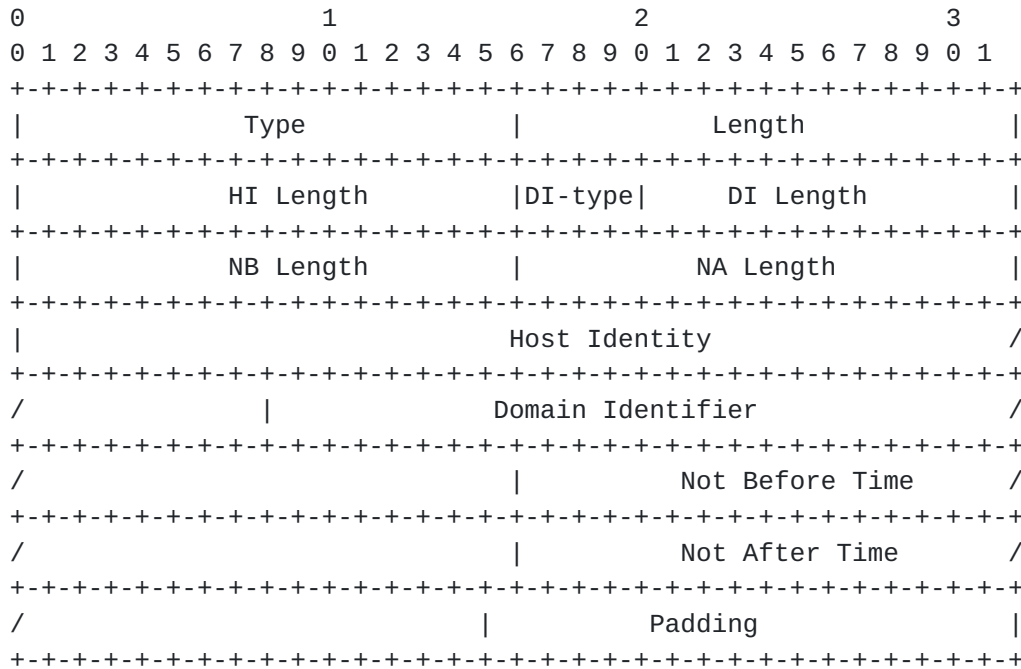 0                   1                   2                   3
0 1 2 3 4 5 6 7 8 9 0 1 2 3 4 5 6 7 8 9 0 1 2 3 4 5 6 7 8 9 0 1
+-+-+-+-+-+-+-+-+-+-+-+-+-+-+-+-+-+-+-+-+-+-+-+-+-+-+-+-+-+-+-+-+
|              Type             |            Length             |
+-+-+-+-+-+-+-+-+-+-+-+-+-+-+-+-+-+-+-+-+-+-+-+-+-+-+-+-+-+-+-+-+
|             HI Length         |DI-type|     DI Length         |
+-+-+-+-+-+-+-+-+-+-+-+-+-+-+-+-+-+-+-+-+-+-+-+-+-+-+-+-+-+-+-+-+
|             NB Length         |           NA Length           |
+-+-+-+-+-+-+-+-+-+-+-+-+-+-+-+-+-+-+-+-+-+-+-+-+-+-+-+-+-+-+-+-+
|                               Host Identity                   /
+-+-+-+-+-+-+-+-+-+-+-+-+-+-+-+-+-+-+-+-+-+-+-+-+-+-+-+-+-+-+-+-+
/               |              Domain Identifier                /
+-+-+-+-+-+-+-+-+-+-+-+-+-+-+-+-+-+-+-+-+-+-+-+-+-+-+-+-+-+-+-+-+
/                               |          Not Before Time      /
+-+-+-+-+-+-+-+-+-+-+-+-+-+-+-+-+-+-+-+-+-+-+-+-+-+-+-+-+-+-+-+-+
/                               |          Not After Time       /
+-+-+-+-+-+-+-+-+-+-+-+-+-+-+-+-+-+-+-+-+-+-+-+-+-+-+-+-+-+-+-+-+
/                             |          Padding                |
+-+-+-+-+-+-+-+-+-+-+-+-+-+-+-+-+-+-+-+-+-+-+-+-+-+-+-+-+-+-+-+-+